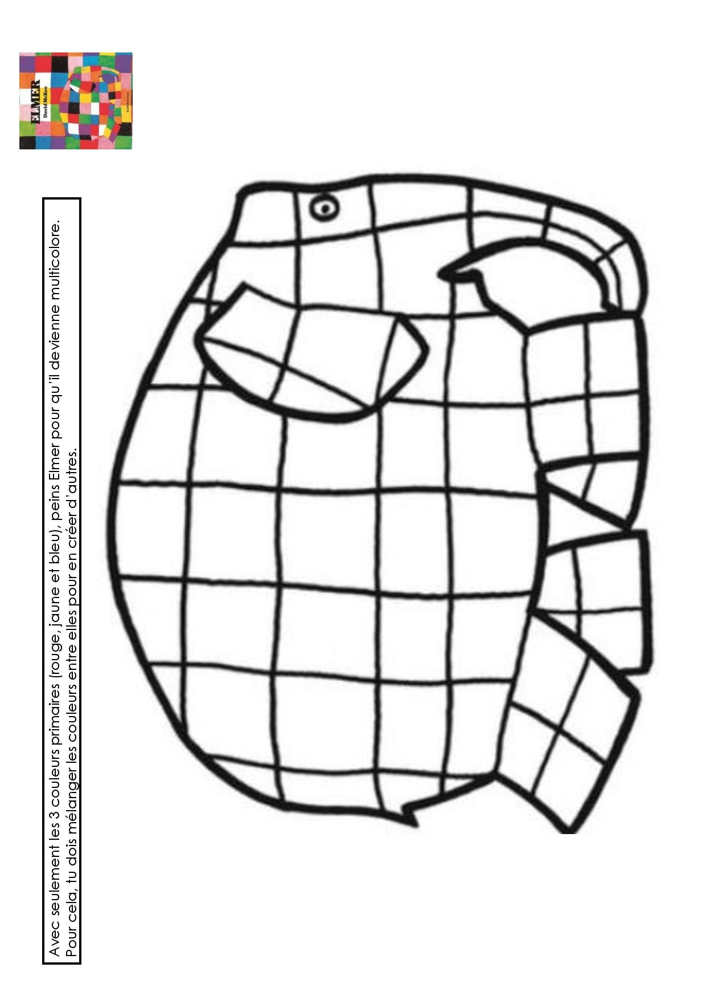 Avec seulement les 3 couleurs primaires (rouge, jaune et bleu), peins Elmer pour qu'il devienne multicolore.
Pour cela, tu dois mélanger les couleurs entre elles pour en créer d'autres.
ELMER
David McKee